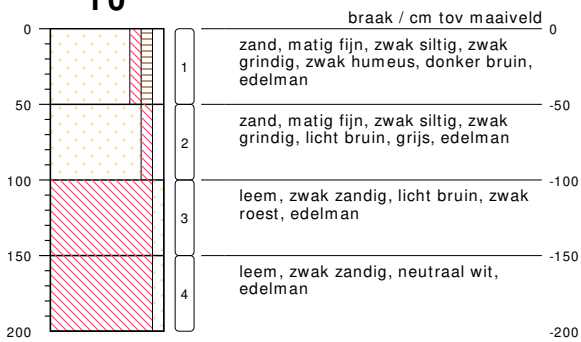 braak / cm tov maaiveld
0
0
zand, matig fijn, zwak siltig, zwak
grindig, zwak humeus, donker bruin,
edelman
1
50
-50
zand, matig fijn, zwak siltig, zwak
grindig, licht bruin, grijs, edelman
2
100
-100
leem, zwak zandig, licht bruin, zwak
roest, edelman
3
150
-150
leem, zwak zandig, neutraal wit,
edelman
4
200
-200